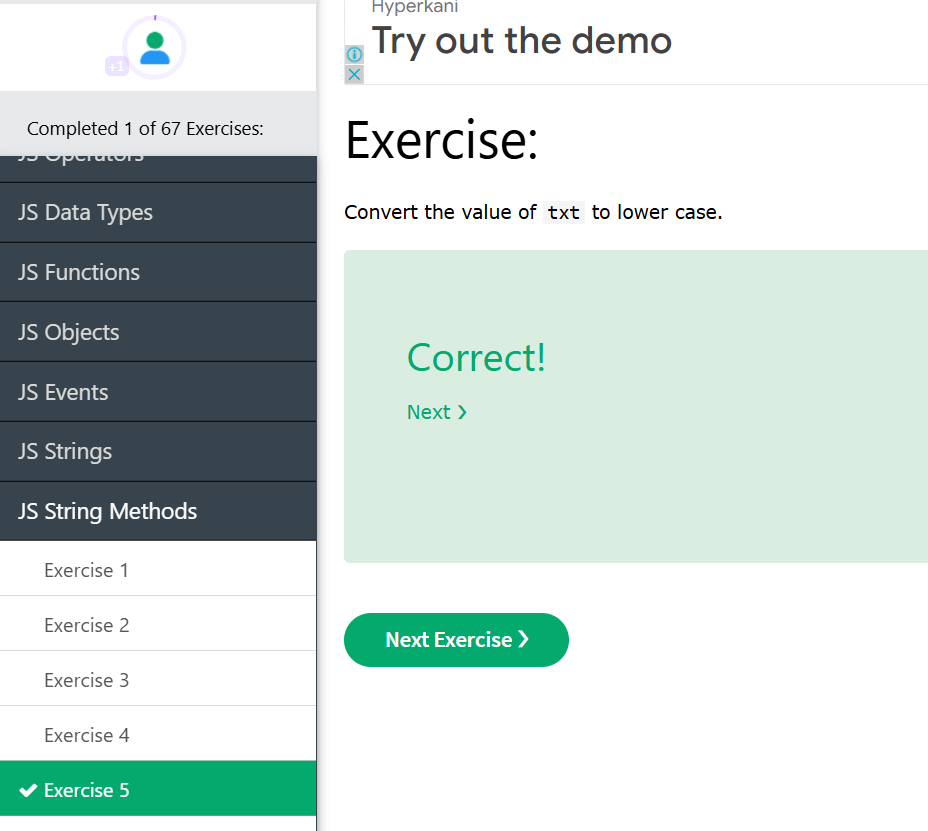 +1
Completed 1 of 67 Exercises:
JS Operators
JS Data Types
JS Functions
JS Objects
JS Events
JS Strings
JS String Methods
Exercise 1
Exercise 2
Exercise 3
Exercise 4
Exercise 5
Hyperkani
Try out the demo
Exercise:
Convert the value of txt to lower case.
Correct!
Next ❯
Next Exercise ❯